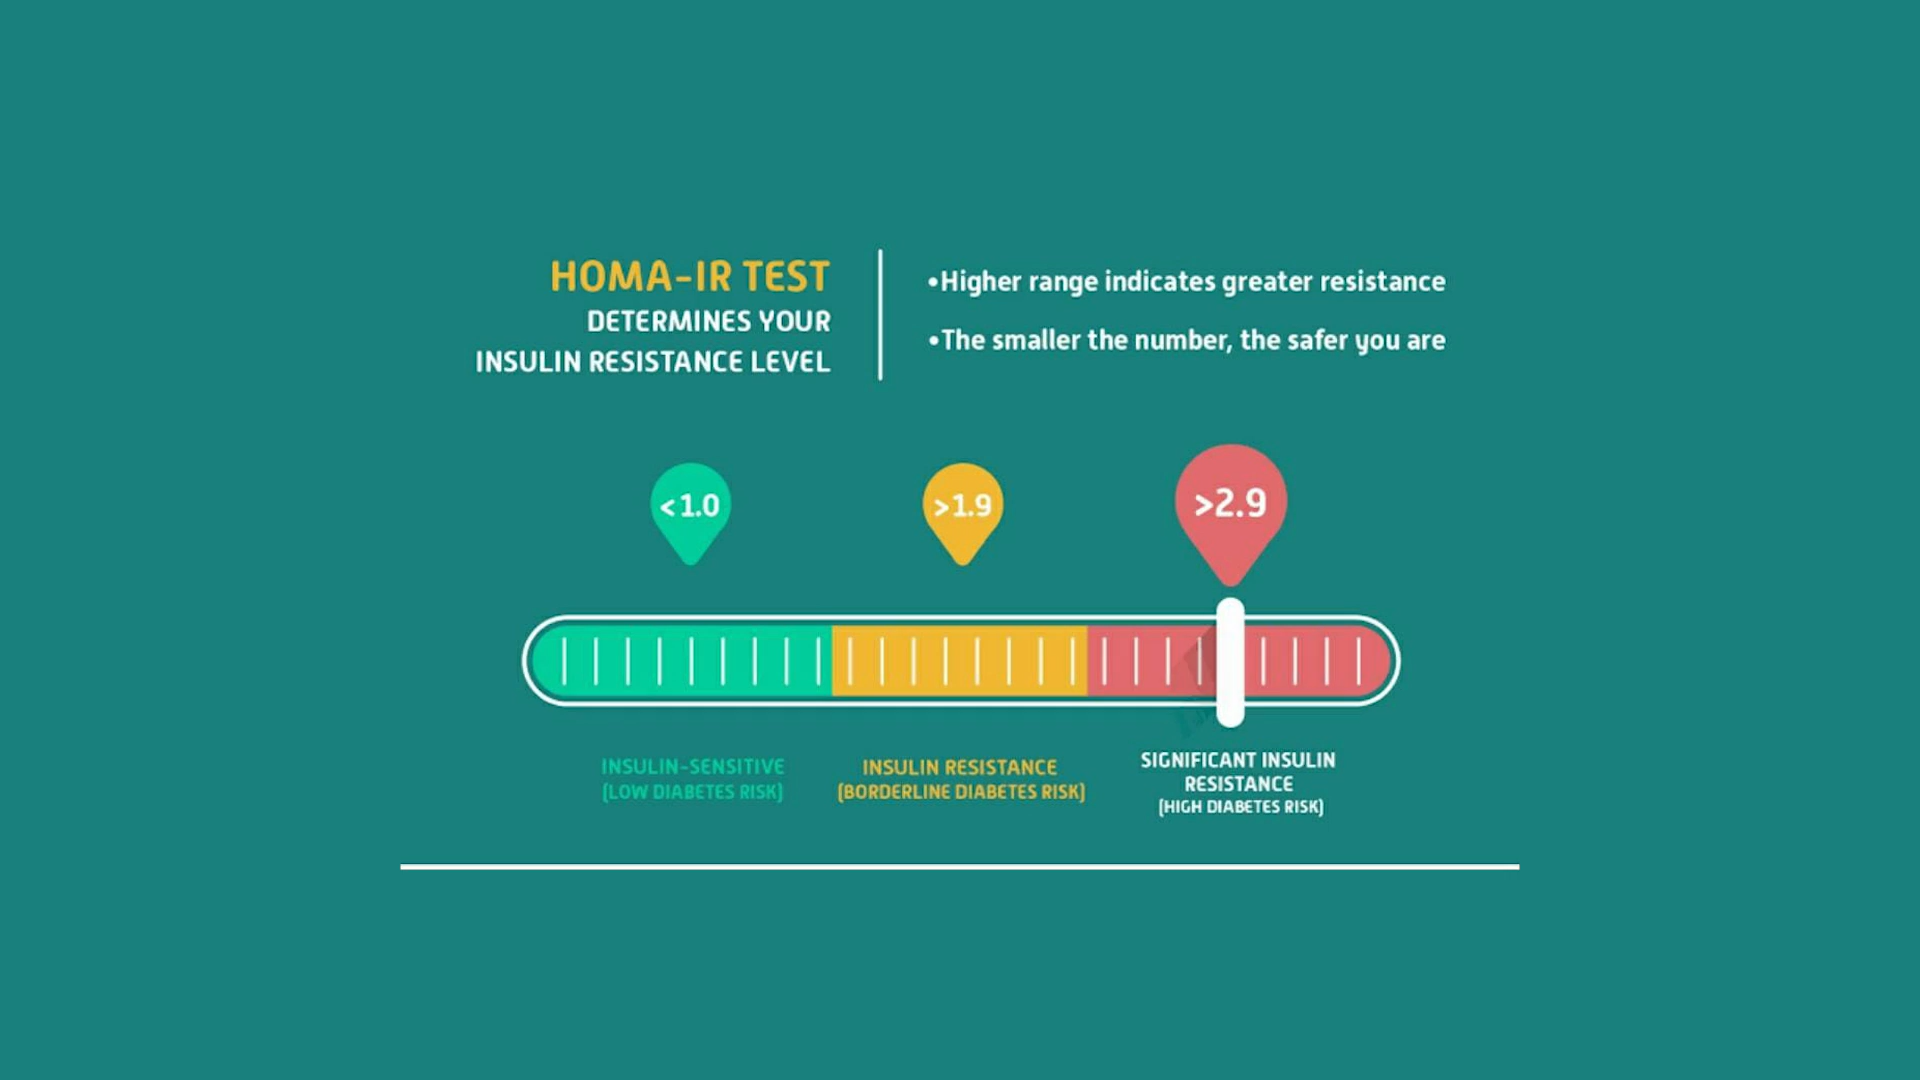 HOMA-IR TEST
DETERMINES YOUR
INSULIN RESISTANCE LEVEL
•Higher range indicates greater resistance
•The smaller the number, the safer you are
<1.0
>1.9
>2.9
INSULIN-SENSITIVE
(LOW DIABETES RISK)
INSULIN RESISTANCE
(BORDERLINE DIABETES RISK)
SIGNIFICANT INSULIN
RESISTANCE
(HIGH DIABETES RISK)